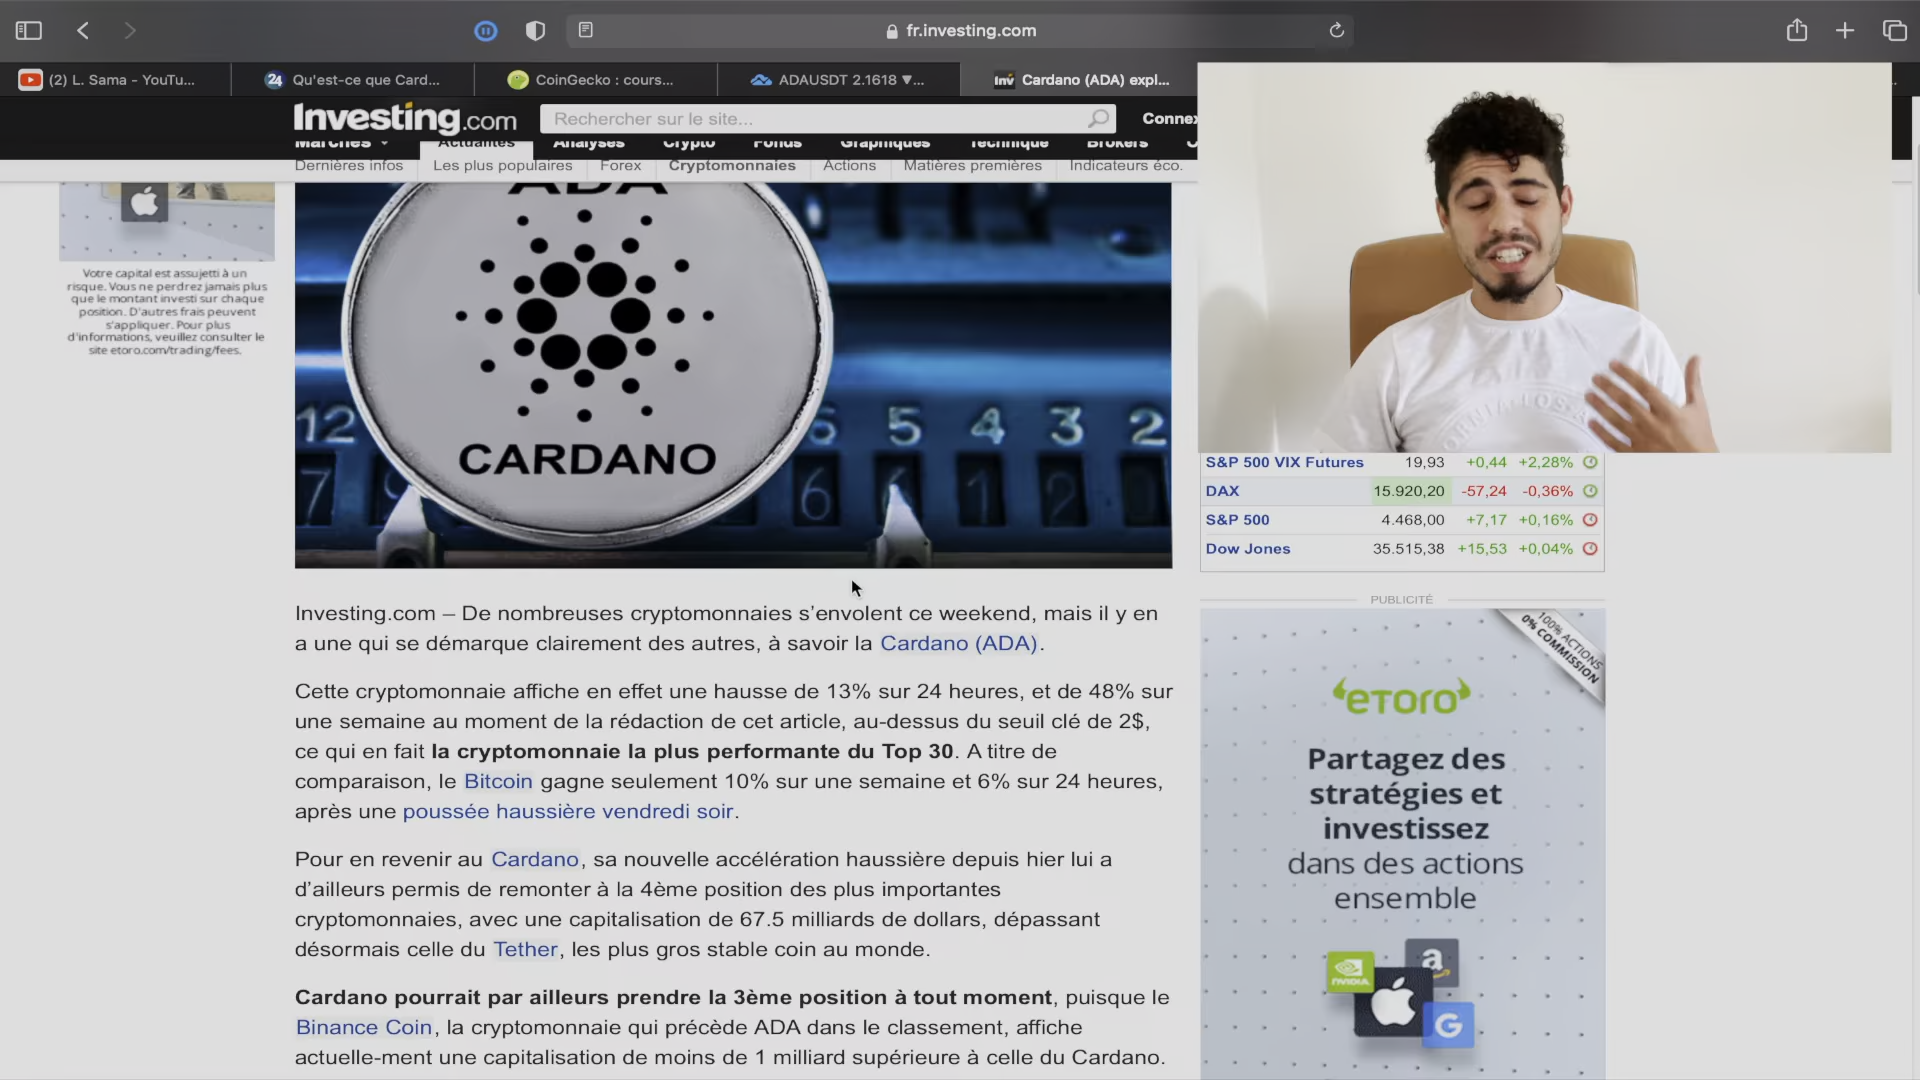 fr.investing.com
(2) L. Sama - YouTu...
Qu'est-ce que Card...
CoinGecko : cours...
ADAUSDT 2.1618 ▼...
Inv Cardano (ADA) expl...
Investing.com
Rechercher sur le site...
Connex
Marchés Actualités Analyses Crypto Fonds Graphiques Technique Brokers
Dernières infos Les plus populaires Forex Cryptomonnaies Actions Matières premières Indicateurs éco.
Votre capital est assujetti à un
risque. Vous ne perdrez jamais plus
que le montant investi sur chaque
position. D'autres frais peuvent
s'appliquer. Pour plus
d'informations, veuillez consulter le
site etoro.com/trading/fees.
ADA
CARDANO
12 6 5 4 3 2
7 6 1 2
S&P 500 VIX Futures 19,93 +0,44 +2,28%
DAX 15.920,20 -57,24 -0,36%
S&P 500 4.468,00 +7,17 +0,16%
Dow Jones 35.515,38 +15,53 +0,04%
Investing.com – De nombreuses cryptomonnaies s'envolent ce weekend, mais il y en
a une qui se démarque clairement des autres, à savoir la Cardano (ADA).
Cette cryptomonnaie affiche en effet une hausse de 13% sur 24 heures, et de 48% sur
une semaine au moment de la rédaction de cet article, au-dessus du seuil clé de 2$,
ce qui en fait la cryptomonnaie la plus performante du Top 30. A titre de
comparaison, le Bitcoin gagne seulement 10% sur une semaine et 6% sur 24 heures,
après une poussée haussière vendredi soir.
Pour en revenir au Cardano, sa nouvelle accélération haussière depuis hier lui a
d'ailleurs permis de remonter à la 4ème position des plus importantes
cryptomonnaies, avec une capitalisation de 67.5 milliards de dollars, dépassant
désormais celle du Tether, les plus gros stable coin au monde.
Cardano pourrait par ailleurs prendre la 3ème position à tout moment, puisque le
Binance Coin, la cryptomonnaie qui précède ADA dans le classement, affiche
actuelle-ment une capitalisation de moins de 1 milliard supérieure à celle du Cardano.
PUBLICITÉ
100% ACTIONS
0% COMMISSION
eToro
Partagez des
stratégies et
investissez
dans des actions
ensemble
NVIDIA
a
G